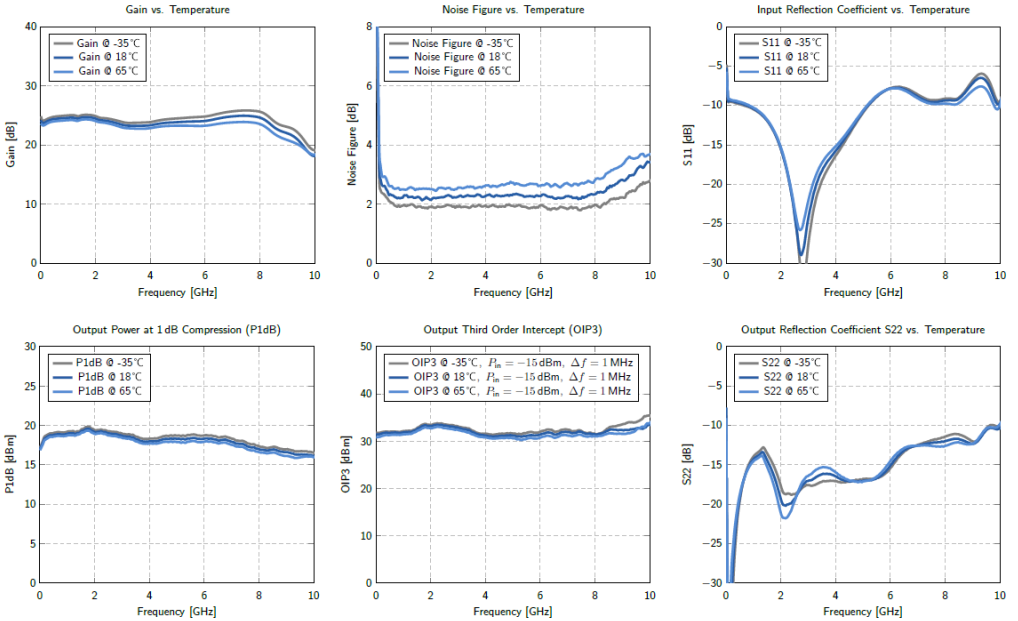 Gain vs. Temperature
40
30
20
10
0
Gain [dB]
Gain @ -35°C
Gain @ 18°C
Gain @ 65°C
0 2 4 6 8 10
Frequency [GHz]
Noise Figure vs. Temperature
8
6
4
2
0
Noise Figure [dB]
Noise Figure @ -35°C
Noise Figure @ 18°C
Noise Figure @ 65°C
0 2 4 6 8 10
Frequency [GHz]
Input Reflection Coefficient vs. Temperature
0
−5
−10
−15
−20
−25
−30
S11 [dB]
S11 @ -35°C
S11 @ 18°C
S11 @ 65°C
0 2 4 6 8 10
Frequency [GHz]
Output Power at 1 dB Compression (P1dB)
30
25
20
15
10
5
0
P1dB [dBm]
P1dB @ -35°C
P1dB @ 18°C
P1dB @ 65°C
0 2 4 6 8 10
Frequency [GHz]
Output Third Order Intercept (OIP3)
50
40
30
20
10
0
OIP3 [dBm]
OIP3 @ -35°C, Pin = −15 dBm, Δf = 1 MHz
OIP3 @ 18°C, Pin = −15 dBm, Δf = 1 MHz
OIP3 @ 65°C, Pin = −15 dBm, Δf = 1 MHz
0 2 4 6 8 10
Frequency [GHz]
Output Reflection Coefficient S22 vs. Temperature
0
−5
−10
−15
−20
−25
−30
S22 [dB]
S22 @ -35°C
S22 @ 18°C
S22 @ 65°C
0 2 4 6 8 10
Frequency [GHz]